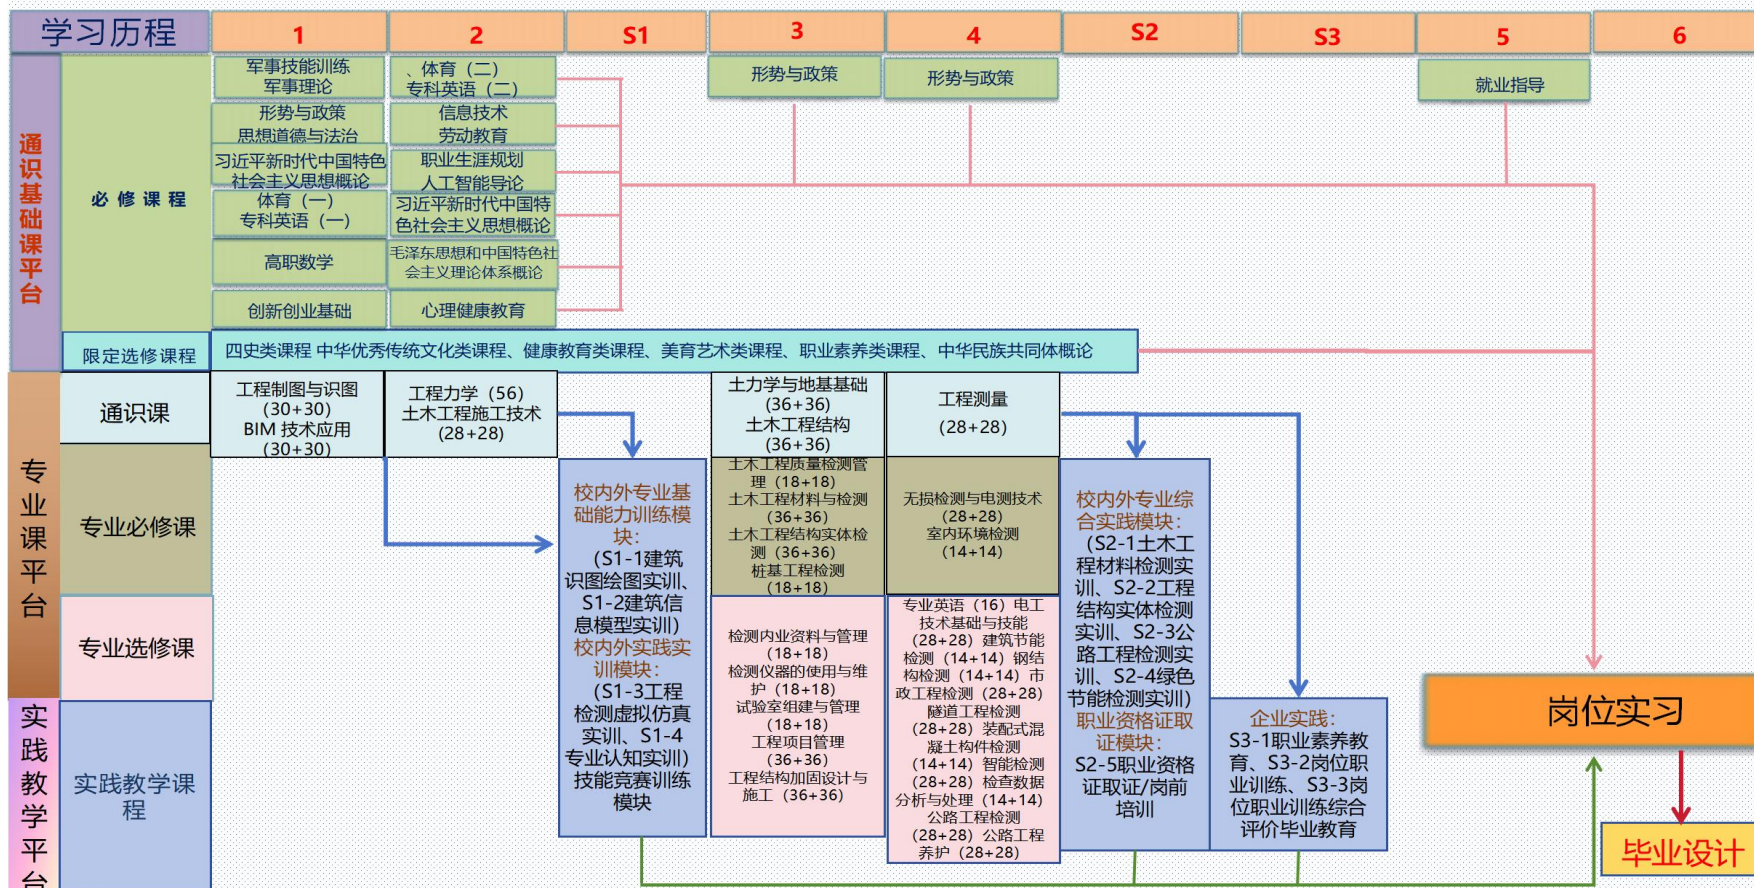 学习历程
1
2
S1
3
4
S2
S3
5
6
通识基础课平台
必修课程
军事技能训练
军事理论
形势与政策
思想道德与法治
习近平新时代中国特色
社会主义思想概论
体育（一）
专科英语（一）
高职数学
创新创业基础
、体育（二）
专科英语（二）
信息技术
劳动教育
职业生涯规划
人工智能导论
习近平新时代中国特
色社会主义思想概论
毛泽东思想和中国特色社
会主义理论体系概论
心理健康教育
形势与政策
形势与政策
就业指导
限定选修课程
四史类课程 中华优秀传统文化类课程、健康教育类课程、美育艺术类课程、职业素养类课程、中华民族共同体概论
专业课平台
通识课
工程制图与识图
(30+30)
BIM 技术应用
(30+30)
工程力学（56）
土木工程施工技术
(28+28)
土力学与地基基础
(36+36)
土木工程结构
(36+36)
工程测量
(28+28)
专业必修课
土木工程质量检测管
理（18+18）
土木工程材料与检测
(36+36)
土木工程结构实体检
测（36+36）
桩基工程检测
(18+18)
无损检测与电测技术
(28+28)
室内环境检测
(14+14)
专业选修课
检测内业资料与管理
(18+18)
检测仪器的使用与维
护（18+18）
试验室组建与管理
(18+18)
工程项目管理
(36+36)
工程结构加固设计与
施工（36+36）
专业英语（16）电工
技术基础与技能
(28+28）建筑节能
检测（14+14）钢结
构检测（14+14）市
政工程检测（28+28）
隧道工程检测
(28+28）装配式混
凝土构件检测
(14+14）智能检测
(28+28）检查数据
分析与处理（14+14）
公路工程检测
(28+28）公路工程
养护（28+28）
校内外专业基
础能力训练模
块：
（S1-1建筑
识图绘图实训、
S1-2建筑信
息模型实训）
校内外实践实
训模块：
（S1-3工程
检测虚拟仿真
实训、S1-4
专业认知实训）
技能竞赛训练
模块
校内外专业综
合实践模块：
（S2-1土木工
程材料检测实
训、S2-2工程
结构实体检测
实训、S2-3公
路工程检测实
训、S2-4绿色
节能检测实训）
职业资格证取
证模块：
S2-5职业资格
证取证/岗前
培训
企业实践：
S3-1职业素养教
育、S3-2岗位职
业训练、S3-3岗
位职业训练综合
评价毕业教育
实践教学平台
实践教学课
程
岗位实习
毕业设计